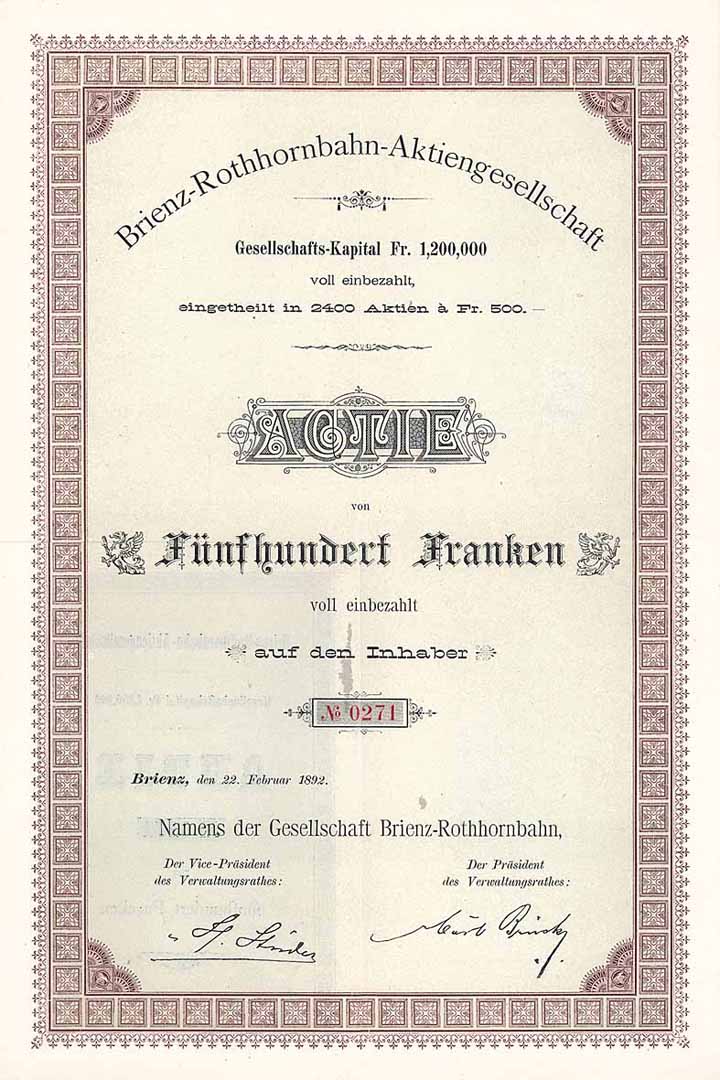 Brienz-Rothhornbahn-Aktiengesellschaft
Gesellschafts-Kapital Fr. 1,200,000
voll einbezahlt,
eingetheilt in 2400 Aktien à Fr. 500.—
ACTIE
von
Fünfhundert Franken
voll einbezahlt
auf den Inhaber
№ 0271
Brienz, den 22. Februar 1892.
Namens der Gesellschaft Brienz-Rothhornbahn,
Der Vice-Präsident
des Verwaltungsrathes:
Der Präsident
des Verwaltungsrathes: